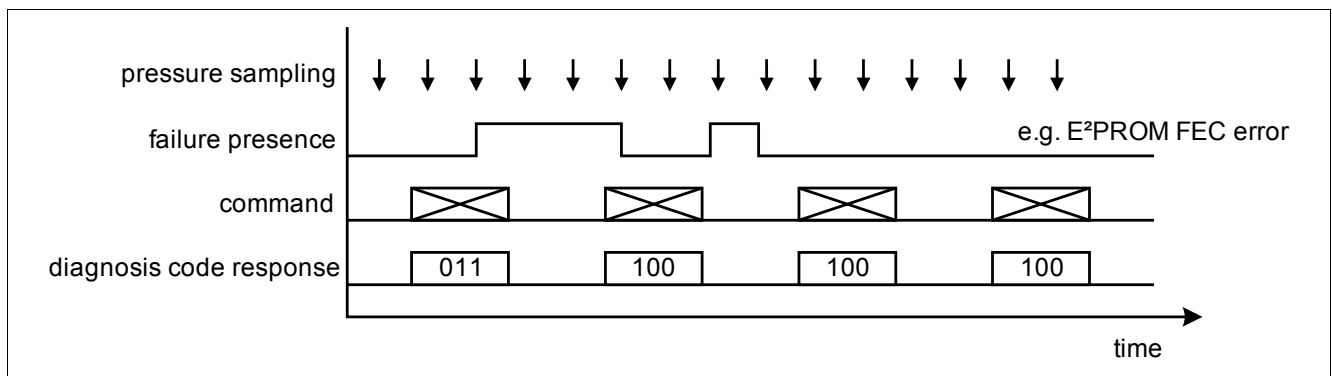 pressure sampling
failure presence
e.g. E²PROM FEC error
command
diagnosis code response
011
100
100
100
time